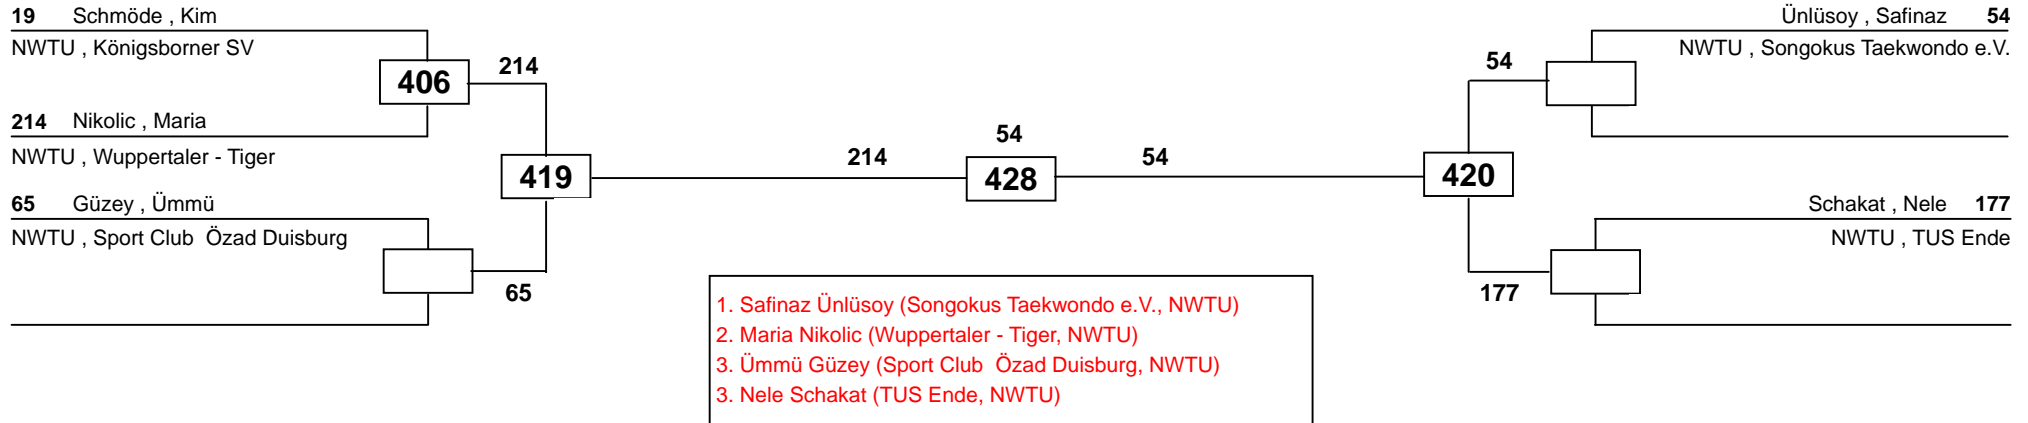 19 Schmöde , Kim
NWTU , Königsborner SV
406
214
214 Nikolic , Maria
NWTU , Wuppertaler - Tiger
419
65 Güzey , Ümmü
NWTU , Sport Club  Özad Duisburg
65
214
54
428
54
Ünlüsoy , Safinaz 54
NWTU , Songokus Taekwondo e.V.
54
420
Schakat , Nele 177
NWTU , TUS Ende
177
1. Safinaz Ünlüsoy (Songokus Taekwondo e.V., NWTU)
2. Maria Nikolic (Wuppertaler - Tiger, NWTU)
3. Ümmü Güzey (Sport Club  Özad Duisburg, NWTU)
3. Nele Schakat (TUS Ende, NWTU)